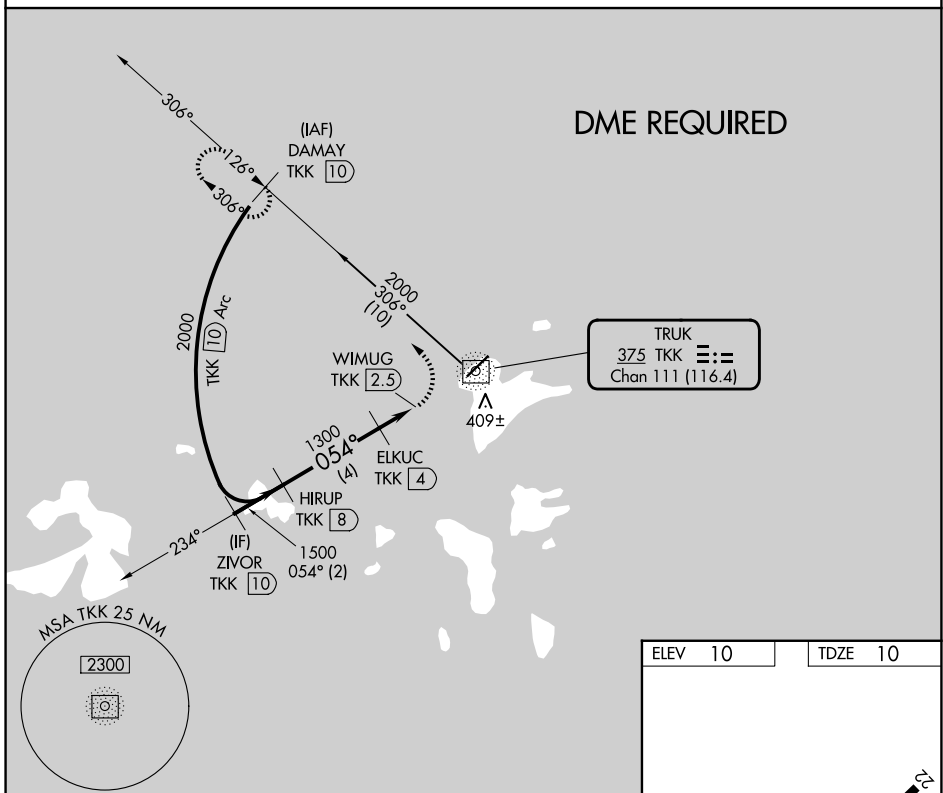 DME REQUIRED
306°
(IAF)
DAMAY
TKK 10
126°
306°
2000
306°
(10)
2000
TKK 10 Arc
TRUK
375 TKK
Chan 111 (116.4)
WIMUG
TKK 2.5
409±
1300
054°
(4)
ELKUC
TKK 4
HIRUP
TKK 8
234°
(IF)
ZIVOR
TKK 10
1500
054° (2)
MSA TKK 25 NM
2300
ELEV 10
TDZE 10
22